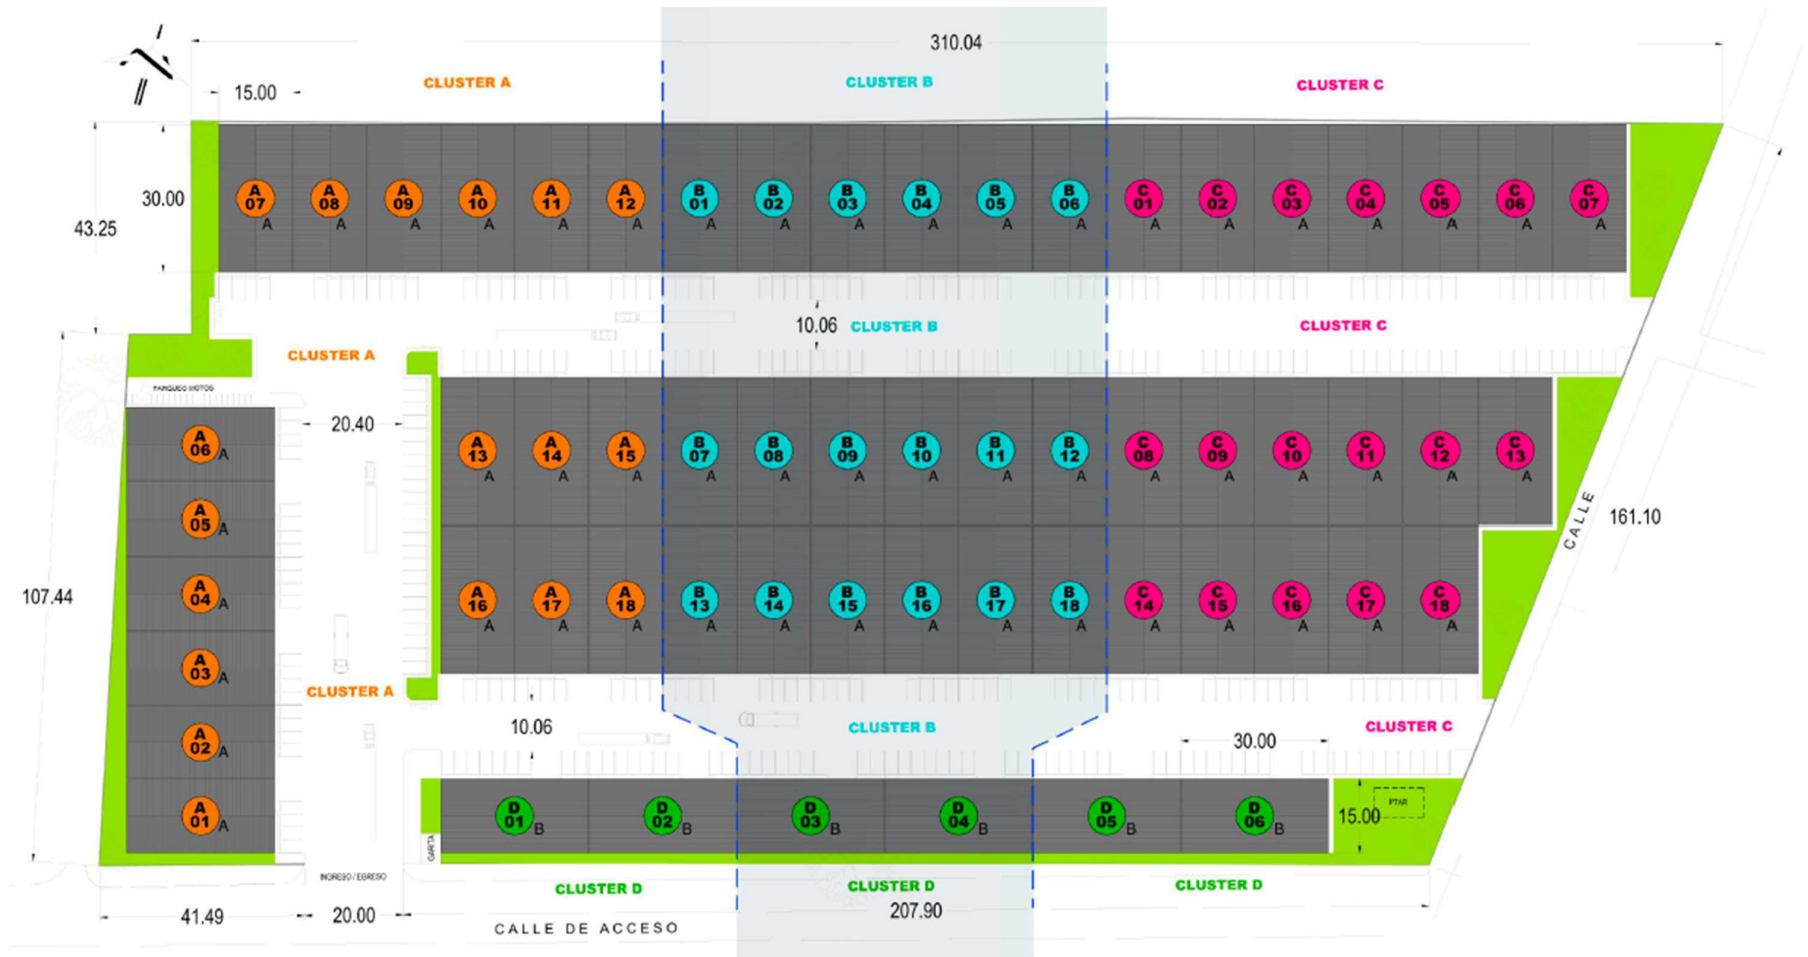 310.04
CLUSTER A
CLUSTER B
CLUSTER C
15.00
30.00
43.25
A 07 A
A 08 A
A 09 A
A 10 A
A 11 A
A 12 A
B 01 A
B 02 A
B 03 A
B 04 A
B 05 A
B 06 A
C 01 A
C 02 A
C 03 A
C 04 A
C 05 A
C 06 A
C 07 A
10.06
CLUSTER B
CLUSTER C
CLUSTER A
PARQUEO MOTOS
20.40
A 06 A
A 05 A
A 04 A
A 03 A
A 02 A
A 01 A
107.44
A 13 A
A 14 A
A 15 A
B 07 A
B 08 A
B 09 A
B 10 A
B 11 A
B 12 A
C 08 A
C 09 A
C 10 A
C 11 A
C 12 A
C 13 A
CALLE
161.10
A 16 A
A 17 A
A 18 A
B 13 A
B 14 A
B 15 A
B 16 A
B 17 A
B 18 A
C 14 A
C 15 A
C 16 A
C 17 A
C 18 A
CLUSTER A
10.06
CLUSTER B
CLUSTER C
30.00
D 01 B
D 02 B
D 03 B
D 04 B
D 05 B
D 06 B
15.00
PTAR
GARITA
INGRESO / EGRESO
CLUSTER D
CLUSTER D
CLUSTER D
41.49
20.00
207.90
CALLE DE ACCESO